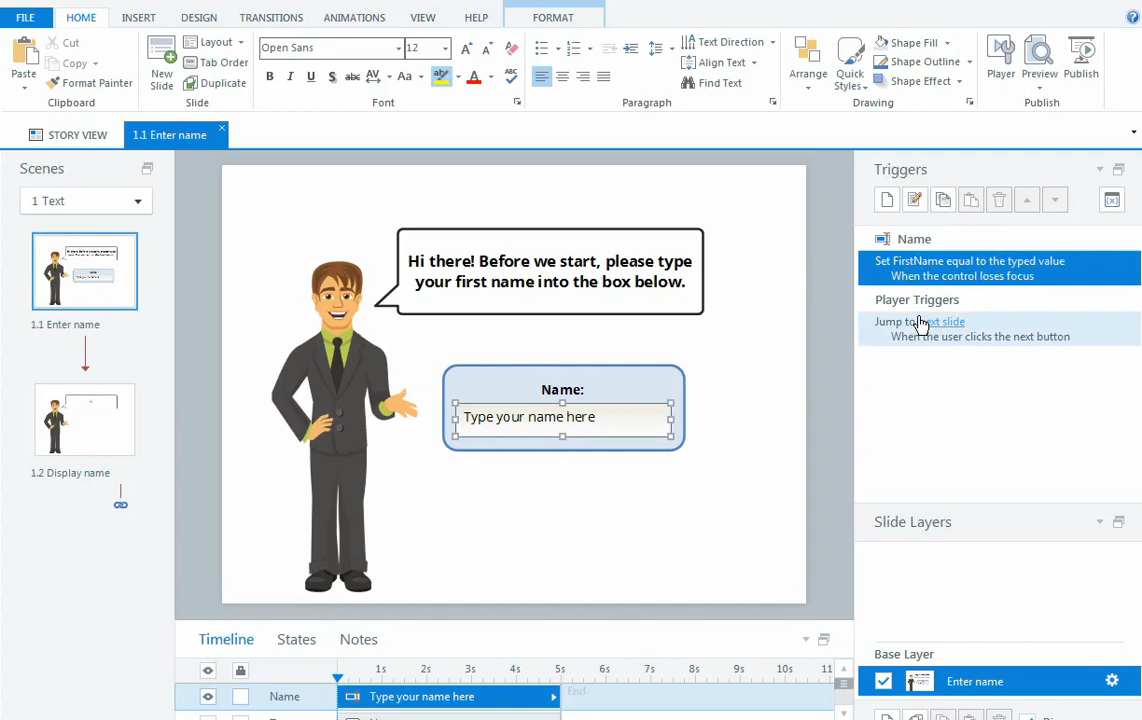 FILE HOME INSERT DESIGN TRANSITIONS ANIMATIONS VIEW HELP FORMAT
Paste Cut Copy Format Painter
Clipboard
New Slide Layout Tab Order Duplicate
Slide
Open Sans 12
B I U S abc AV Aa ab A ABC
Font
Text Direction
Align Text
Find Text
Paragraph
Arrange Quick Styles Shape Fill Shape Outline Shape Effect
Drawing
Player Preview Publish
Publish
STORY VIEW 1.1 Enter name
Scenes
1 Text
1.1 Enter name
1.2 Display name
Hi there! Before we start, please type
your first name into the box below.
Name:
Type your name here
Triggers
Name
Set FirstName equal to the typed value
When the control loses focus
Player Triggers
Jump to next slide
When the user clicks the next button
Slide Layers
Base Layer
Enter name
Timeline States Notes
1s 2s 3s 4s 5s 6s 7s 8s 9s 10s 11
Name Type your name here End